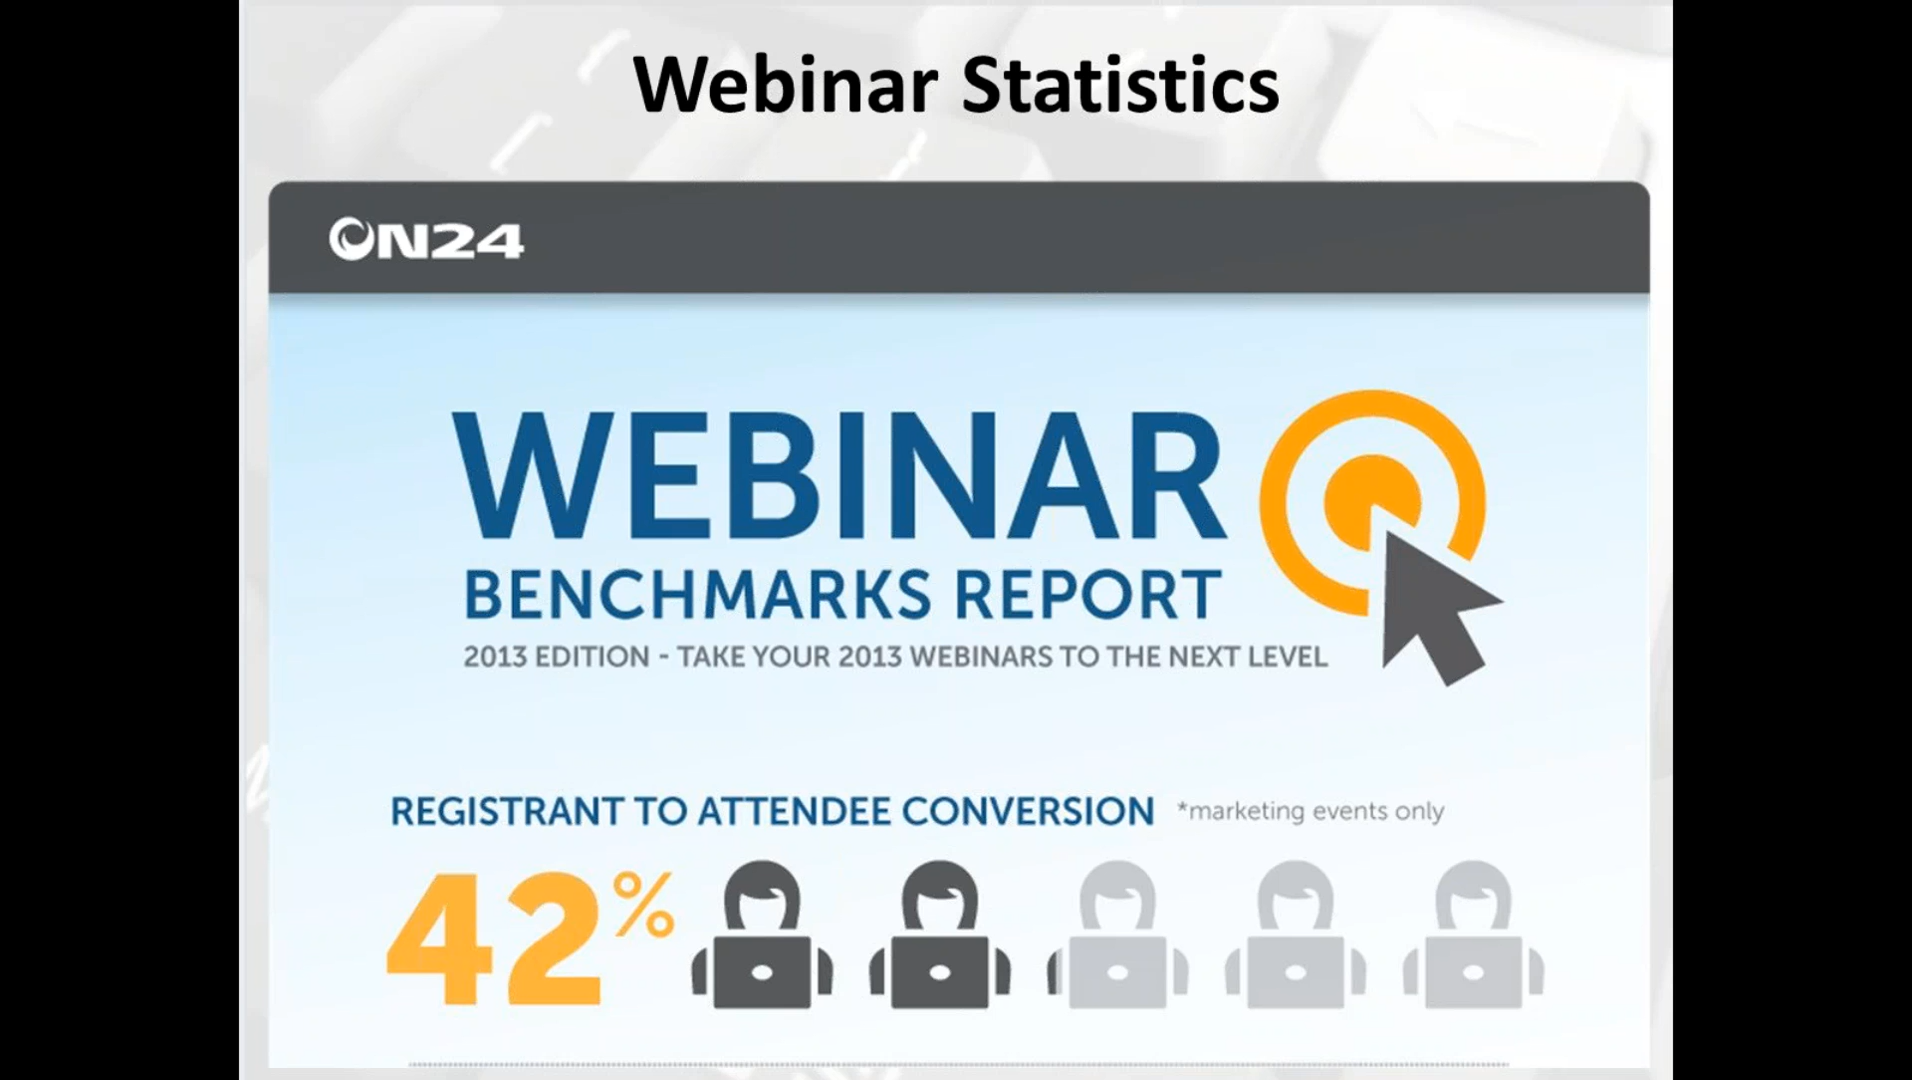 Webinar Statistics
ON24
WEBINAR
BENCHMARKS REPORT
2013 EDITION - TAKE YOUR 2013 WEBINARS TO THE NEXT LEVEL
REGISTRANT TO ATTENDEE CONVERSION *marketing events only
42%